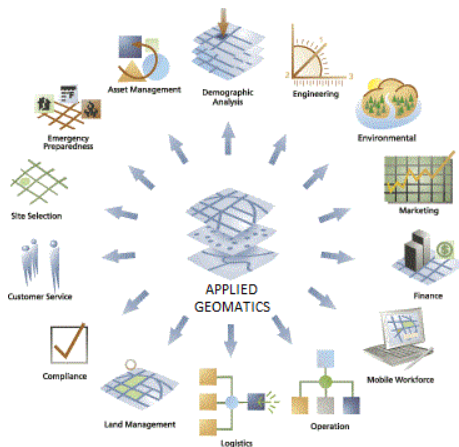 Asset Management
Demographic
Analysis
Engineering
Emergency
Preparedness
Environmental
Site Selection
Marketing
APPLIED
GEOMATICS
Customer Service
Finance
Compliance
Mobile Workforce
Land Management
Logistics
Operation